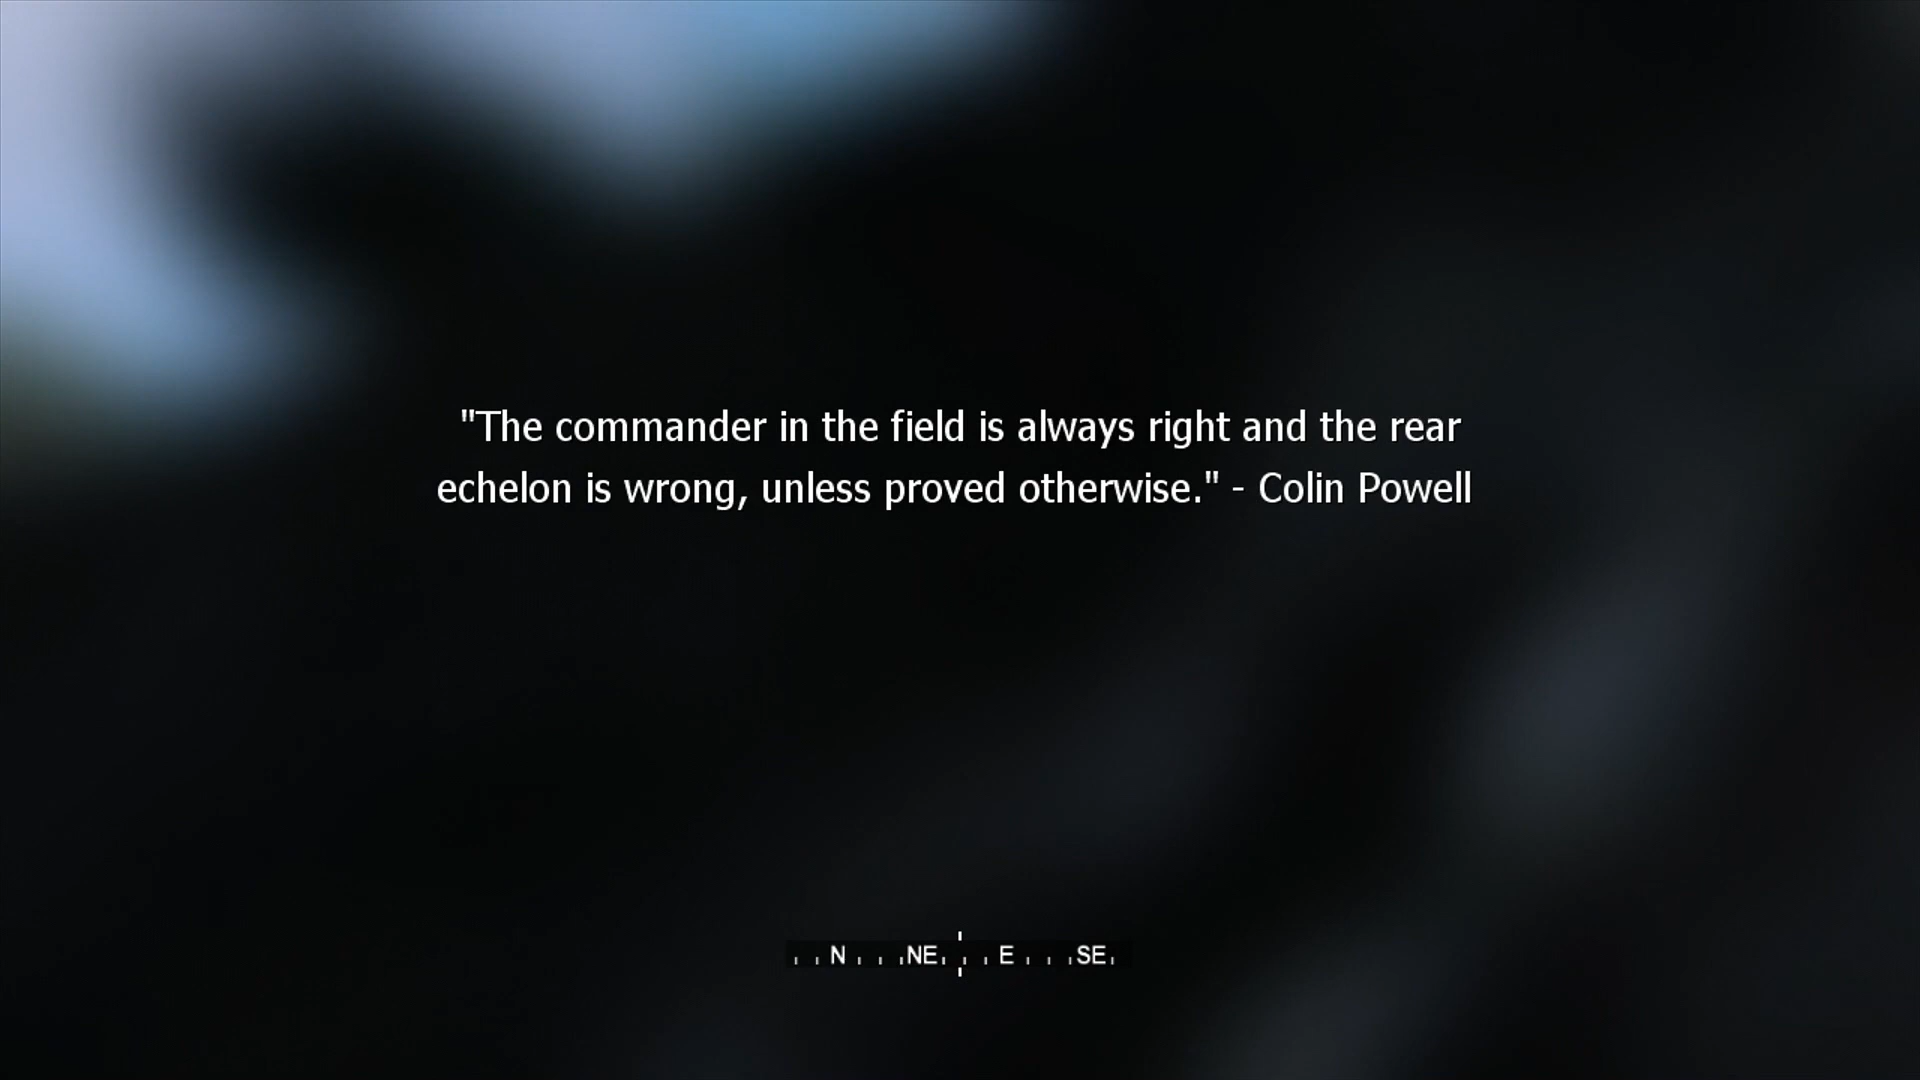 "The commander in the field is always right and the rear
echelon is wrong, unless proved otherwise." - Colin Powell
N NE E SE